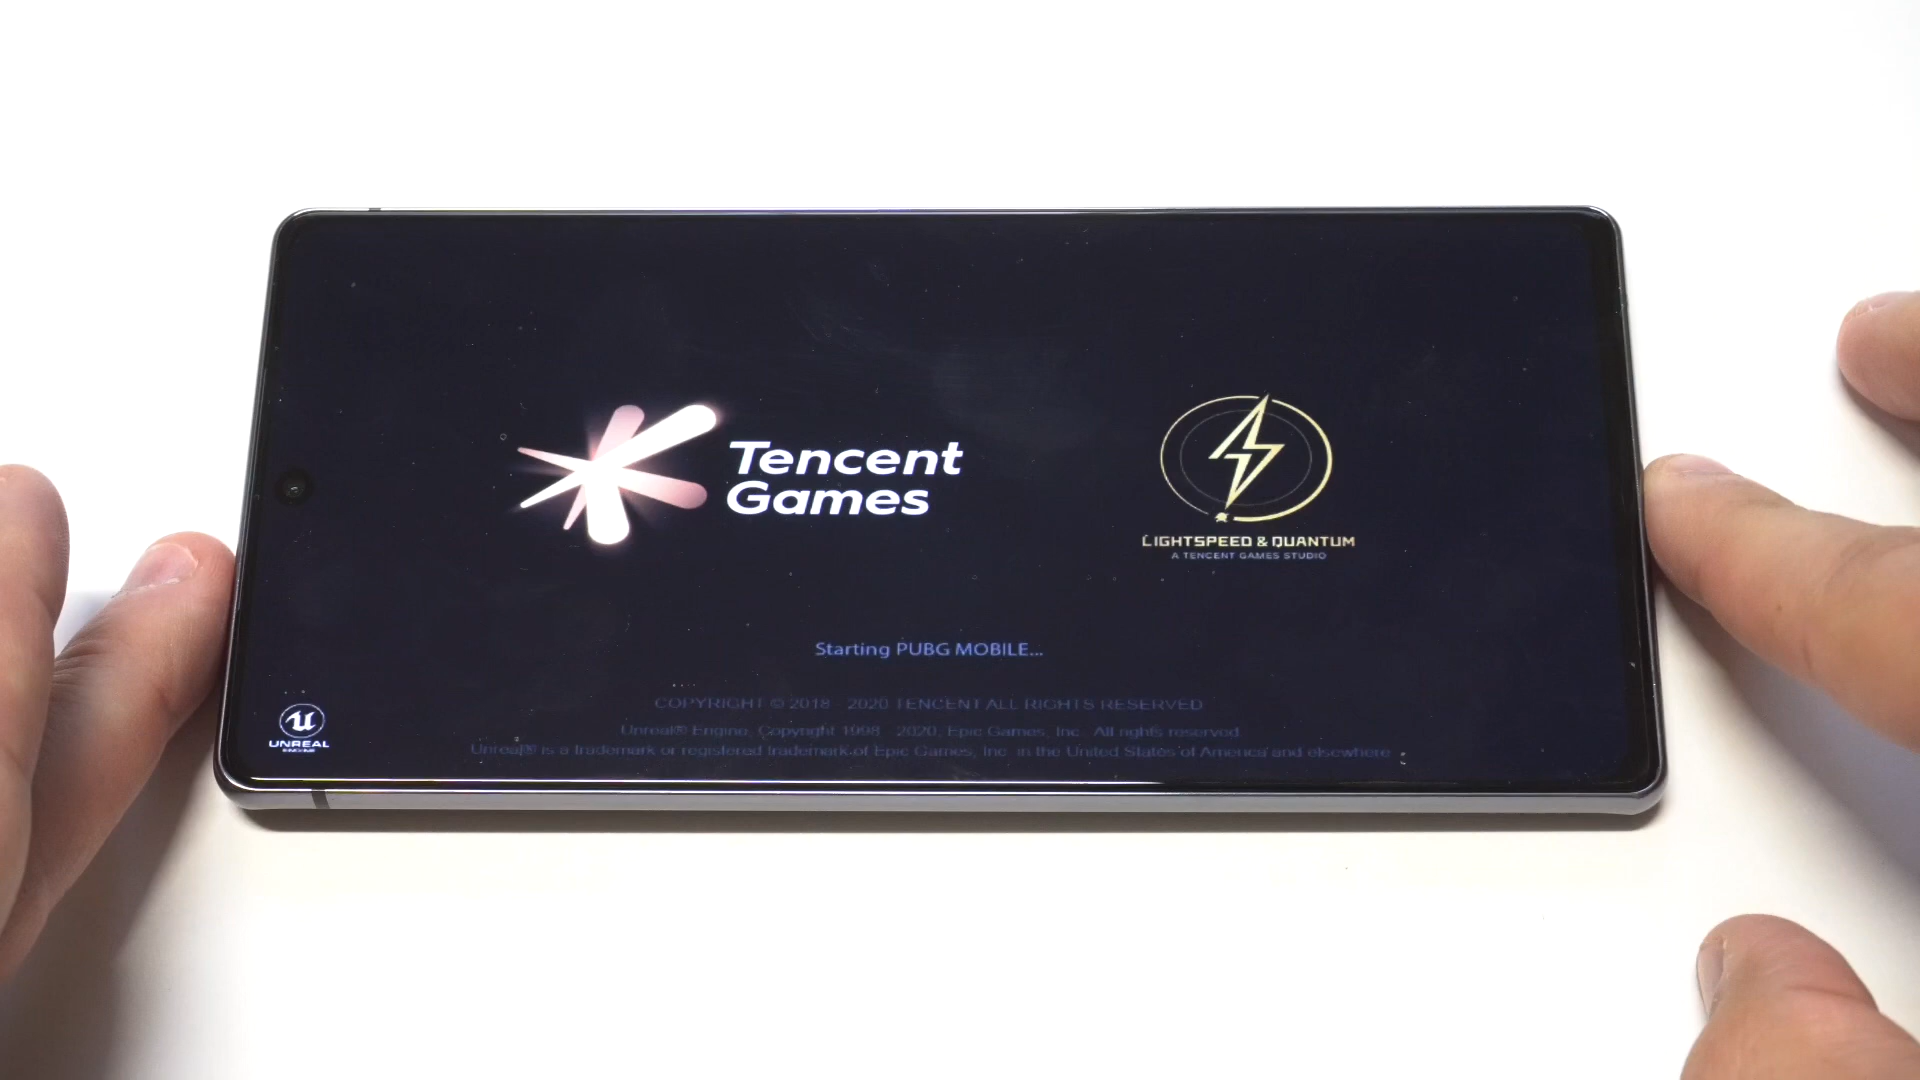 Tencent
Games
LIGHTSPEED & QUANTUM
A TENCENT GAMES STUDIO
Starting PUBG MOBILE...
COPYRIGHT © 2018 - 2020 TENCENT ALL RIGHTS RESERVED
Unreal® Engine, Copyright 1998 - 2020, Epic Games, Inc. All rights reserved
Unreal® is a trademark or registered trademark of Epic Games, Inc. in the United States of America and elsewhere
UNREAL
ENGINE